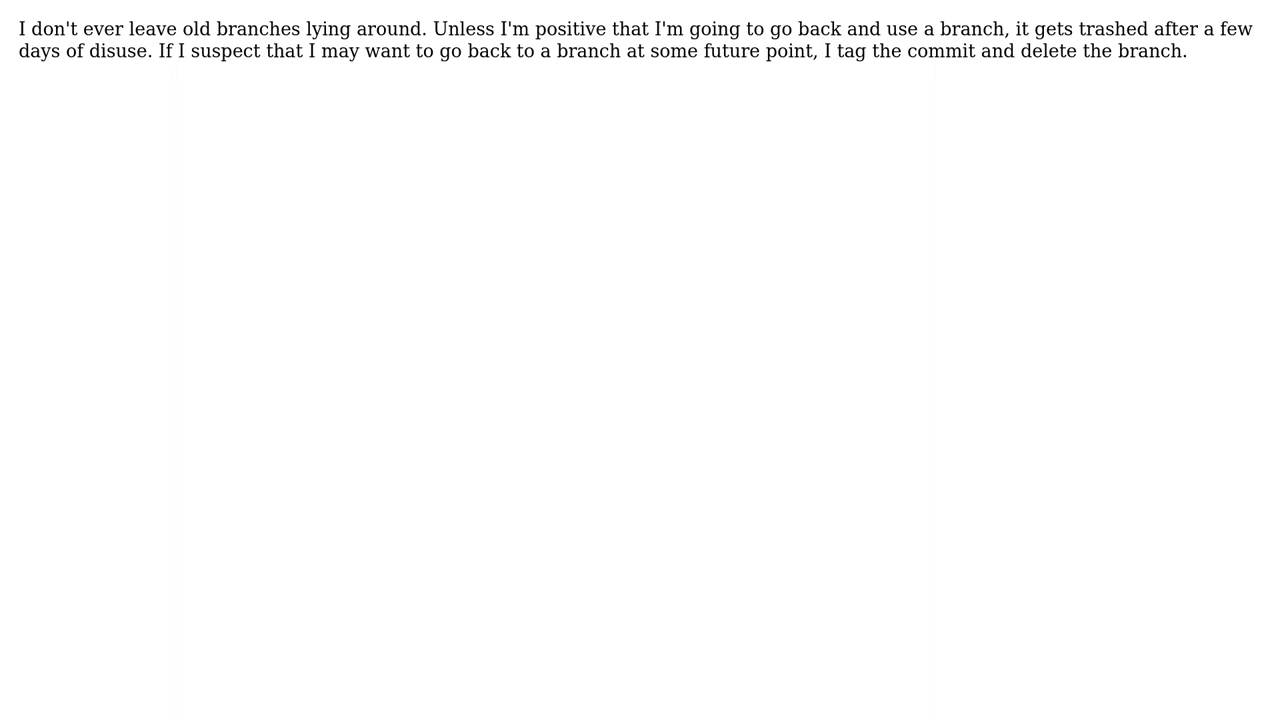 I don't ever leave old branches lying around. Unless I'm positive that I'm going to go back and use a branch, it gets trashed after a few
days of disuse. If I suspect that I may want to go back to a branch at some future point, I tag the commit and delete the branch.